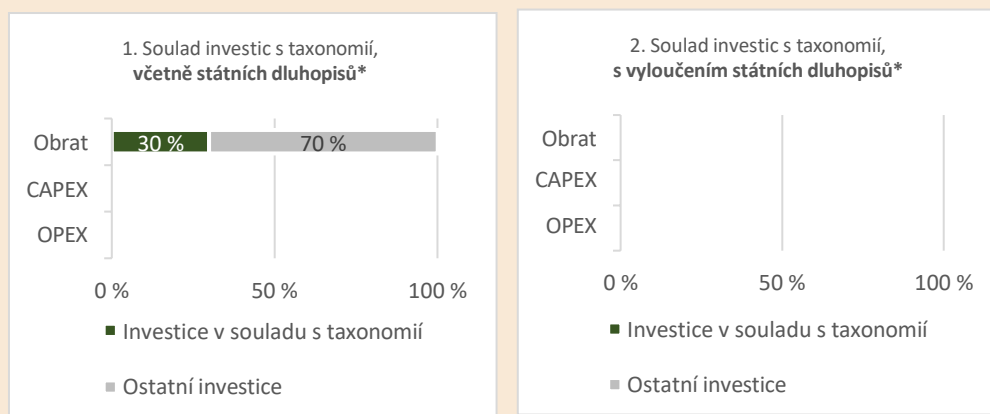 1. Soulad investic s taxonomií,
včetně státních dluhopisů*
Obrat
30 %
70 %
CAPEX
OPEX
0 %
50 %
100 %
Investice v souladu s taxonomií
Ostatní investice
2. Soulad investic s taxonomií,
s vyloučením státních dluhopisů*
Obrat
CAPEX
OPEX
0 %
50 %
100 %
Investice v souladu s taxonomií
Ostatní investice